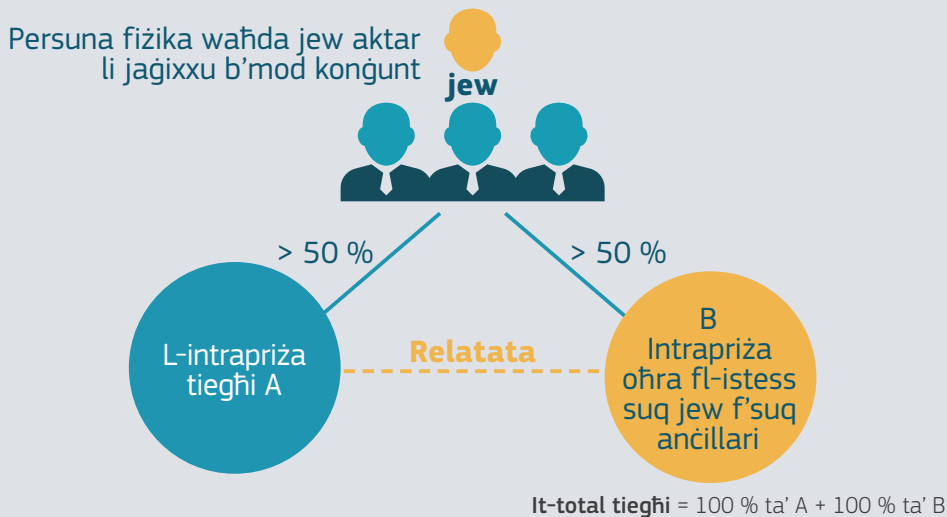 Persuna fiżika waħda jew aktar
li jaġixxu b’mod konġunt
jew
> 50 %
> 50 %
L-intrapriża
tiegħi A
Relatata
B
Intrapriża
oħra fl-istess
suq jew f’suq
anċillari
It-total tiegħi = 100 % ta’ A + 100 % ta’ B